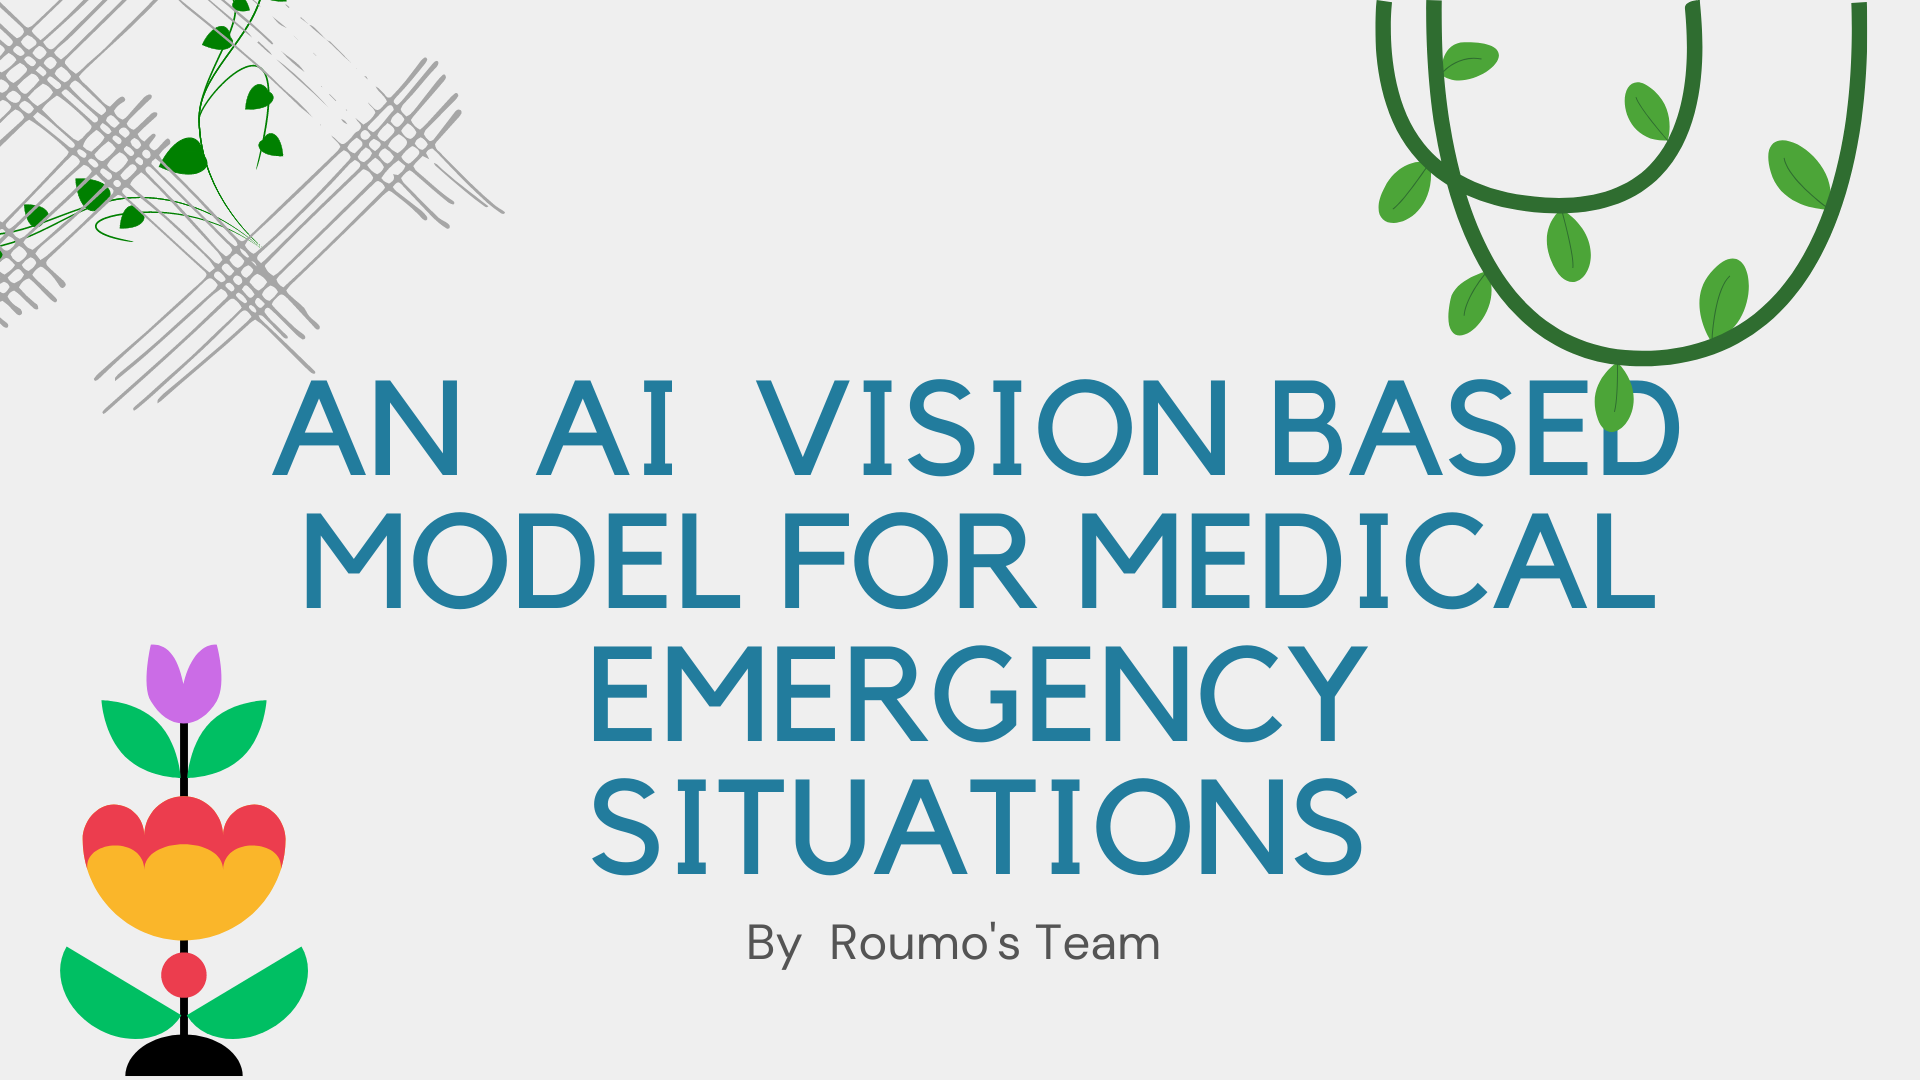 AN AI VISION BASED
MODEL FOR MEDICAL
EMERGENCY
SITUATIONS
By Roumo's Team